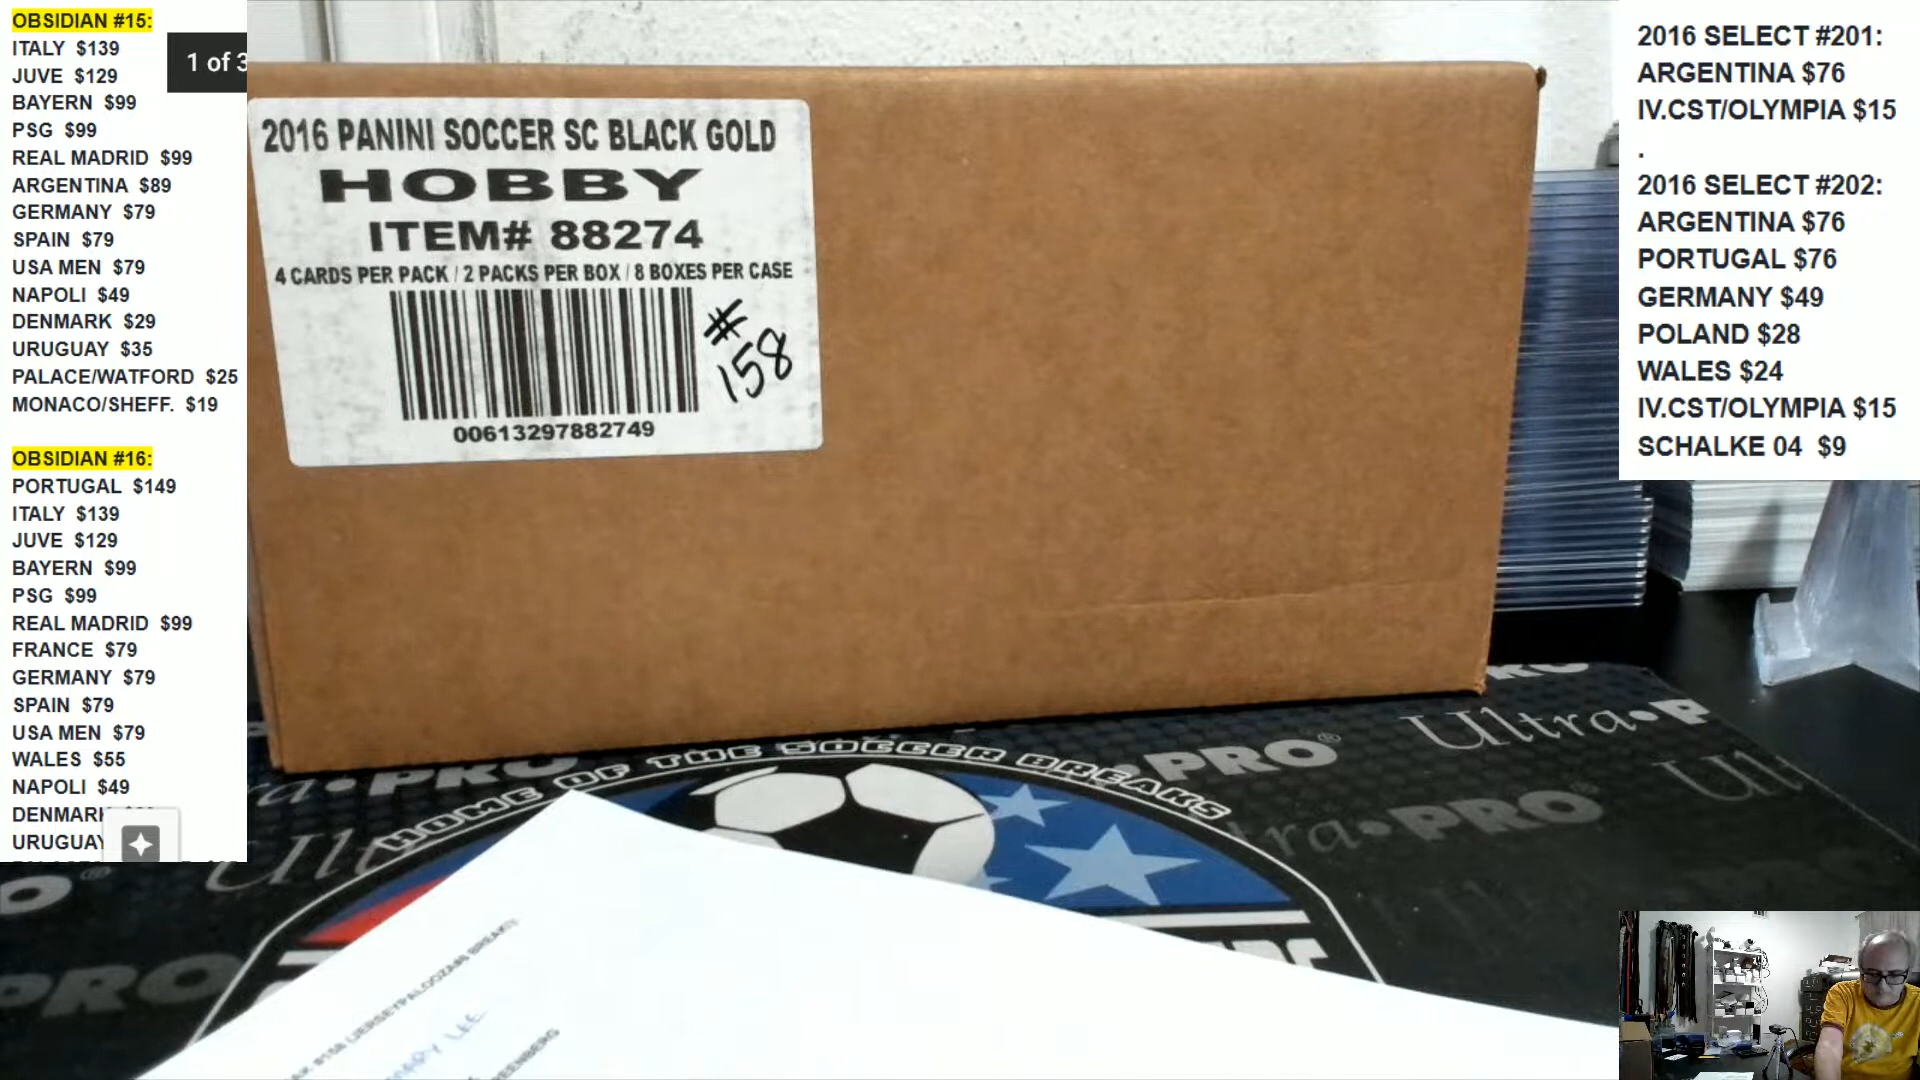 OBSIDIAN #15:
ITALY $139
JUVE $129
BAYERN $99
PSG $99
REAL MADRID $99
ARGENTINA $89
GERMANY $79
SPAIN $79
USA MEN $79
NAPOLI $49
DENMARK $29
URUGUAY $35
PALACE/WATFORD $25
MONACO/SHEFF. $19
OBSIDIAN #16:
PORTUGAL $149
ITALY $139
JUVE $129
BAYERN $99
PSG $99
REAL MADRID $99
FRANCE $79
GERMANY $79
SPAIN $79
USA MEN $79
WALES $55
NAPOLI $49
DENMARK
URUGUAY
1 of 3
2016 PANINI SOCCER SC BLACK GOLD
HOBBY
ITEM# 88274
4 CARDS PER PACK / 2 PACKS PER BOX / 8 BOXES PER CASE
#
158
00613297882749
2016 SELECT #201:
ARGENTINA $76
IV.CST/OLYMPIA $15
.
2016 SELECT #202:
ARGENTINA $76
PORTUGAL $76
GERMANY $49
POLAND $28
WALES $24
IV.CST/OLYMPIA $15
SCHALKE 04 $9
HOME OF THE SOCCER BREAKS
Ultra•PRO
PRO
PRO
LEE